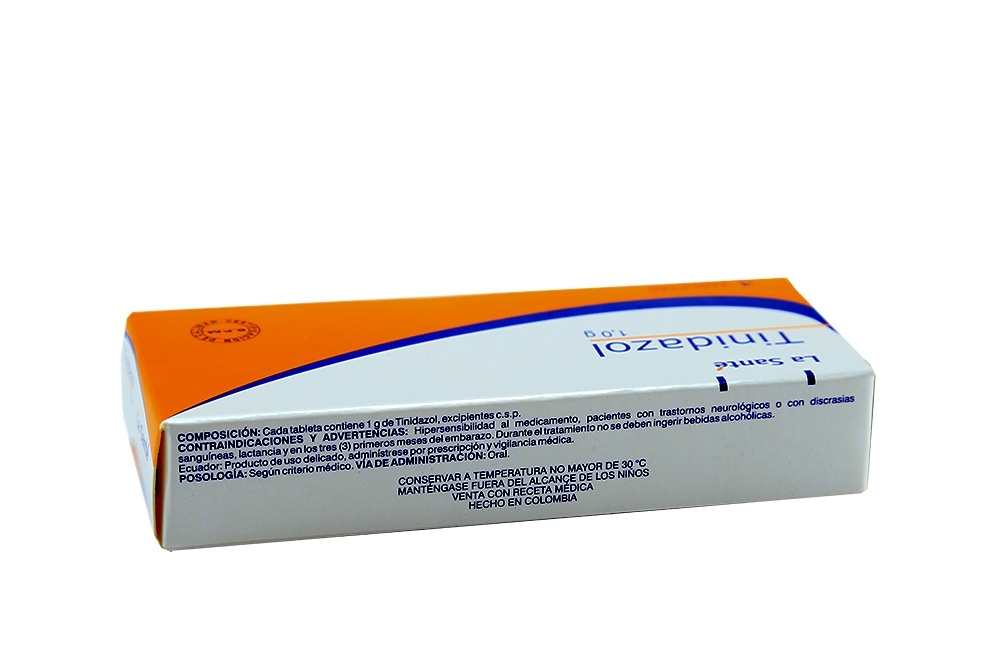 TABLETAS
La Santé
Tinidazol
1,0 g
COMPOSICIÓN: Cada tableta contiene 1 g de Tinidazol, excipientes c.s.p.
CONTRAINDICACIONES Y ADVERTENCIAS: Hipersensibilidad al medicamento, pacientes con trastornos neurológicos o con discrasias
sanguíneas, lactancia y en los tres (3) primeros meses del embarazo. Durante el tratamiento no se deben ingerir bebidas alcohólicas.
Ecuador: Producto de uso delicado, adminístrese por prescripción y vigilancia médica.
POSOLOGÍA: Según criterio médico. VÍA DE ADMINISTRACIÓN: Oral.
CONSERVAR A TEMPERATURA NO MAYOR DE 30 °C
MANTÉNGASE FUERA DEL ALCANCE DE LOS NIÑOS
VENTA CON RECETA MÉDICA
HECHO EN COLOMBIA